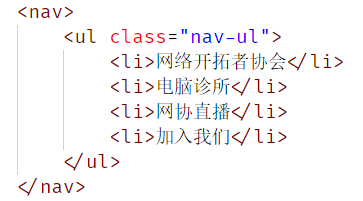 <nav>
<ul class="nav-ul">
<li>网络开拓者协会</li>
<li>电脑诊所</li>
<li>网协直播</li>
<li>加入我们</li>
</ul>
</nav>